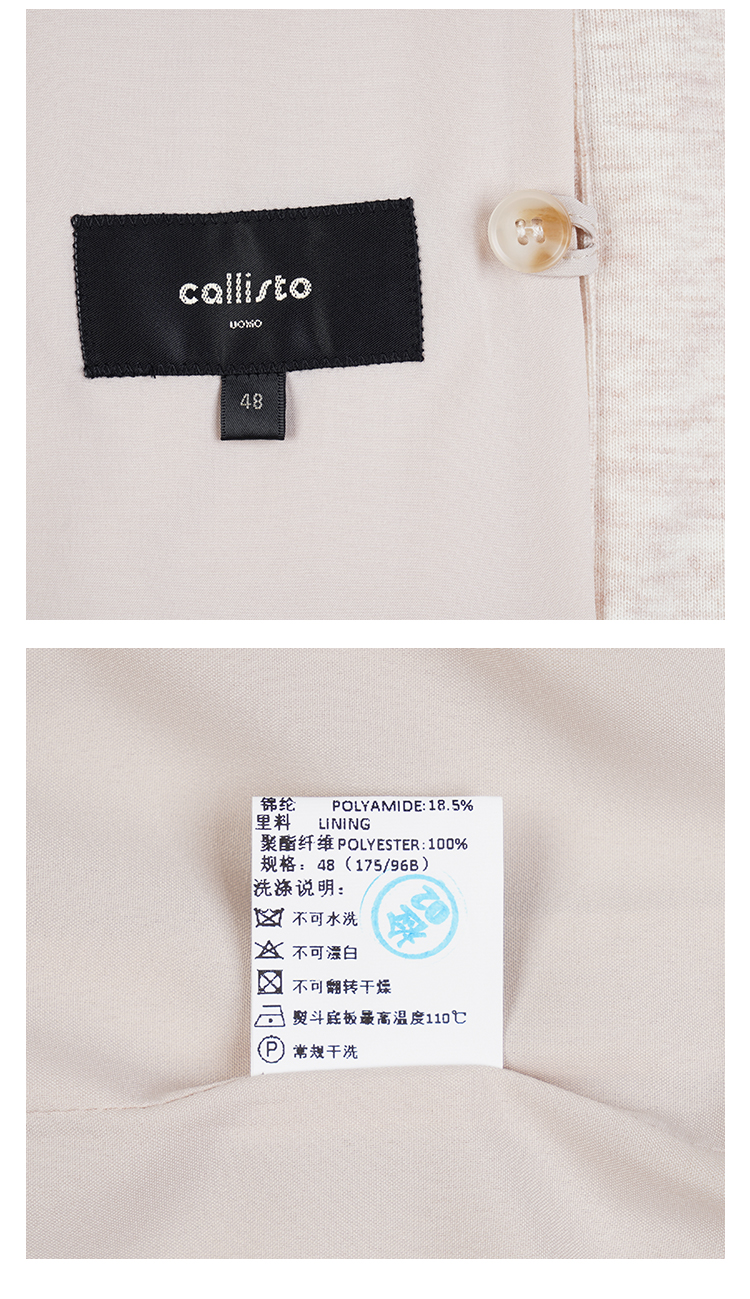 callisto
UOMO
48
锦纶 POLYAMIDE:18.5%
里料 LINING
聚酯纤维 POLYESTER:100%
规格：48（175/96B）
洗涤说明：
不可水洗
不可漂白
不可翻转干燥
熨斗底板最高温度110℃
P 常规干洗
02